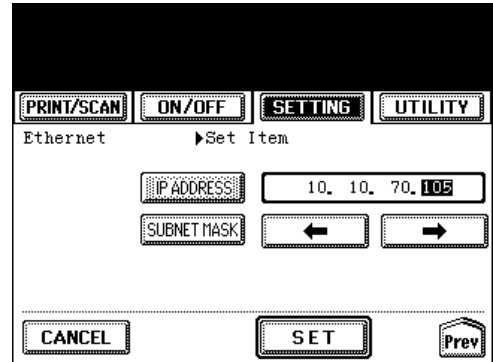 PRINT/SCAN ON/OFF SETTING UTILITY
Ethernet ▶Set Item
IP ADDRESS 10. 10. 70. 105
SUBNET MASK ← →
CANCEL SET Prev